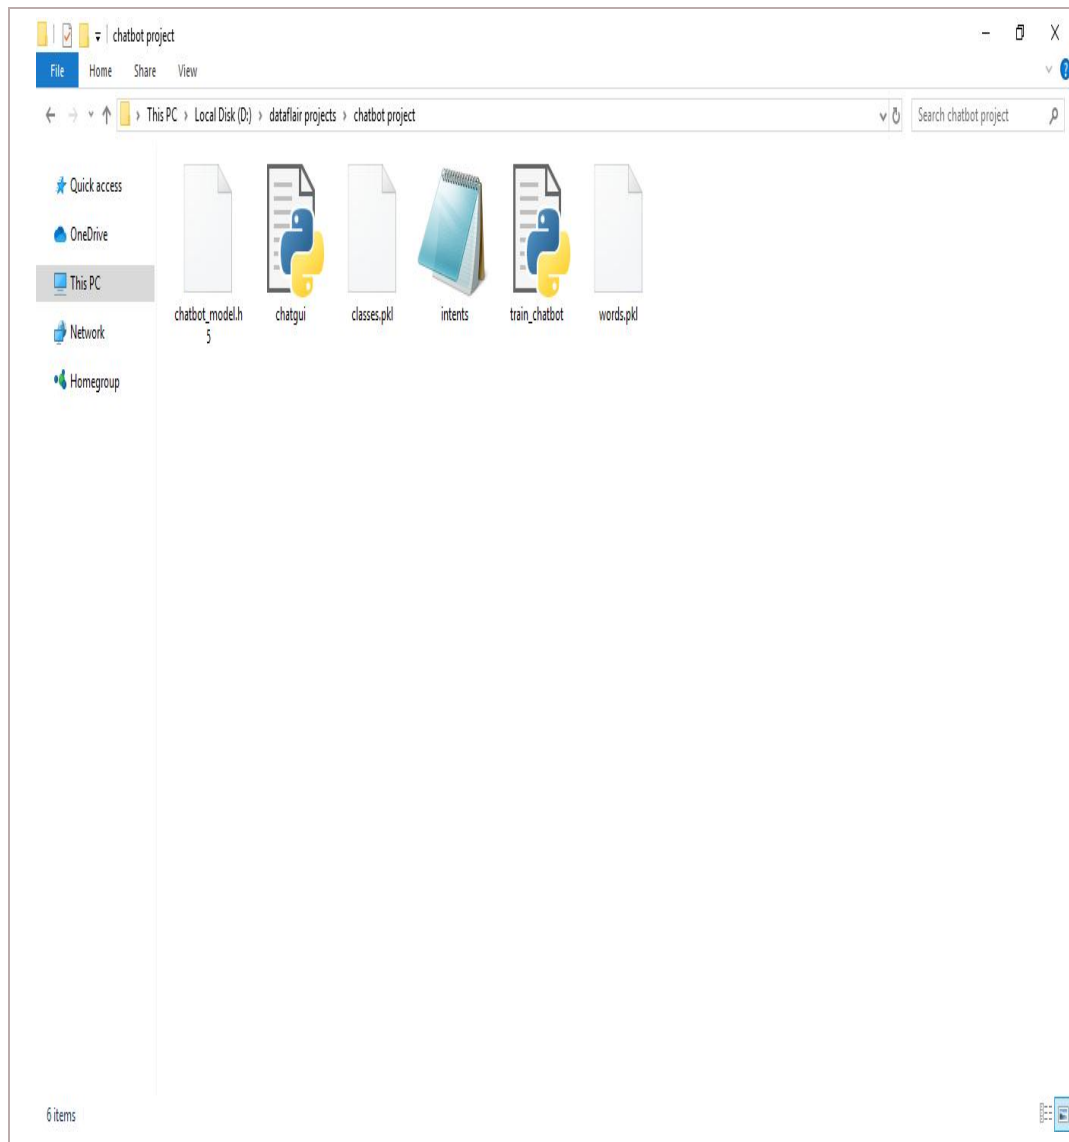 chatbot project
File Home Share View
This PC > Local Disk (D:) > dataflair projects > chatbot project
Search chatbot project
Quick access
OneDrive
This PC
Network
Homegroup
chatbot_model.h
5
chatgui
classes.pkl
intents
train_chatbot
words.pkl
6 items